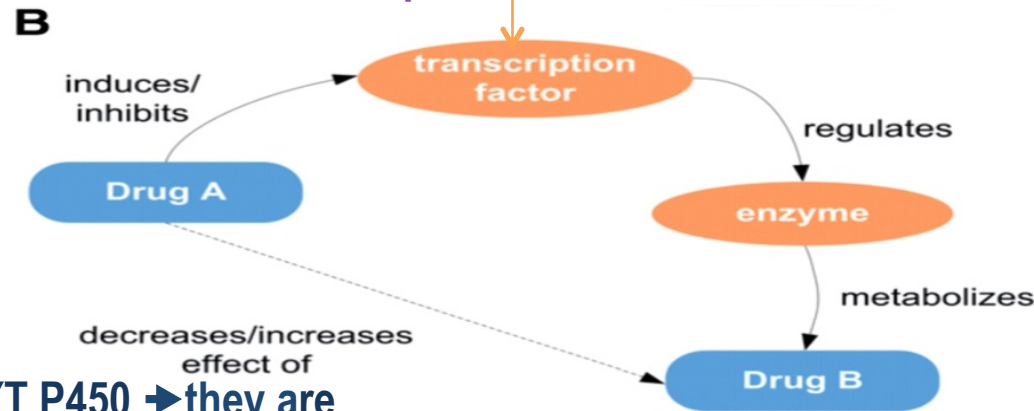 B
transcription
factor
induces/
inhibits
regulates
Drug A
enzyme
metabolizes
decreases/increases
effect of
Drug B
P450 ➔they are